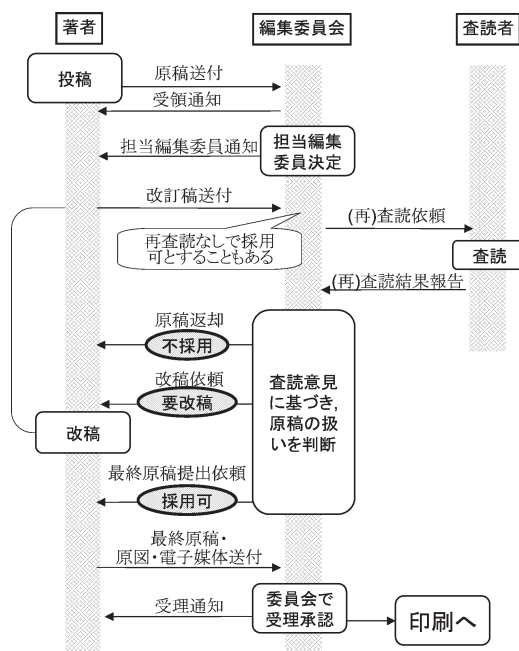 著者
編集委員会
査読者
投稿
原稿送付
受領通知
担当編集委員通知
担当編集
委員決定
改訂稿送付
再査読なしで採用
可とすることもある
(再)査読依頼
査読
(再)査読結果報告
原稿返却
不採用
改稿依頼
要改稿
査読意見
に基づき,
原稿の扱
いを判断
改稿
最終原稿提出依頼
採用可
最終原稿・
原図・電子媒体送付
受理通知
委員会で
受理承認
印刷へ